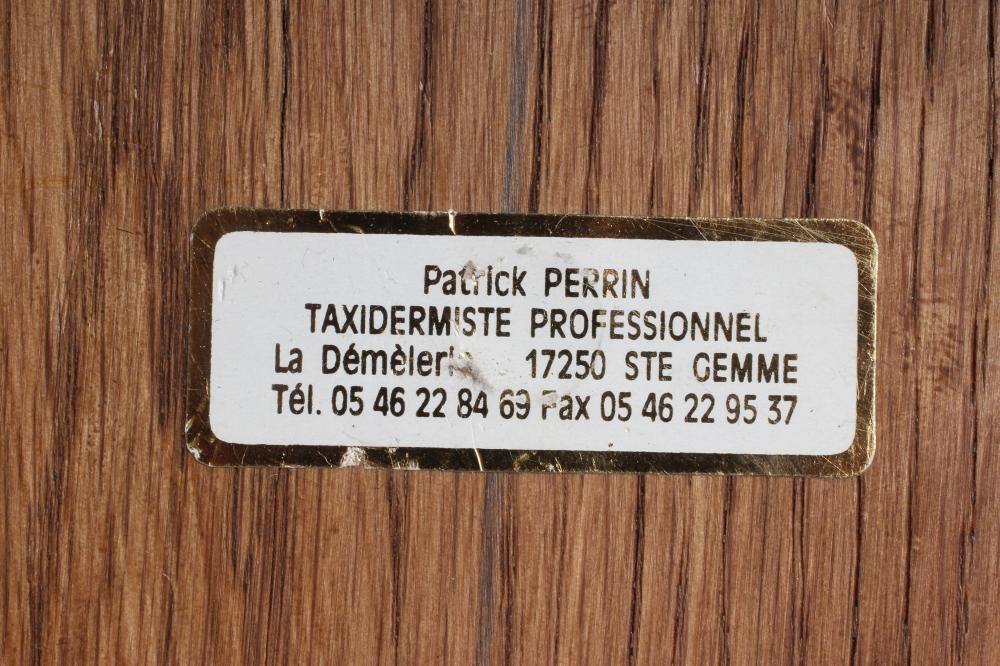 Patrick PERRIN
TAXIDERMISTE PROFESSIONNEL
La Démèlerie 17250 STE GEMME
Tél. 05 46 22 84 69 Fax 05 46 22 95 37